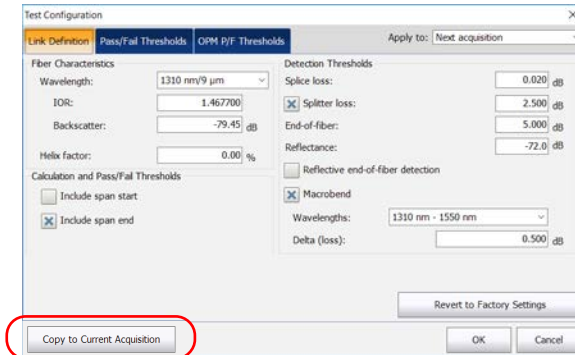 Test Configuration
Link Definition Pass/Fail Thresholds OPM P/F Thresholds Apply to: Next acquisition
Fiber Characteristics
Wavelength: 1310 nm/9 µm
IOR: 1.467700
Backscatter: -79.45 dB
Helix factor: 0.00 %
Calculation and Pass/Fail Thresholds
Include span start
Include span end
Detection Thresholds
Splice loss: 0.020 dB
Splitter loss: 2.500 dB
End-of-fiber: 5.000 dB
Reflectance: -72.0 dB
Reflective end-of-fiber detection
Macrobend
Wavelengths: 1310 nm - 1550 nm
Delta (loss): 0.500 dB
Revert to Factory Settings
Copy to Current Acquisition OK Cancel